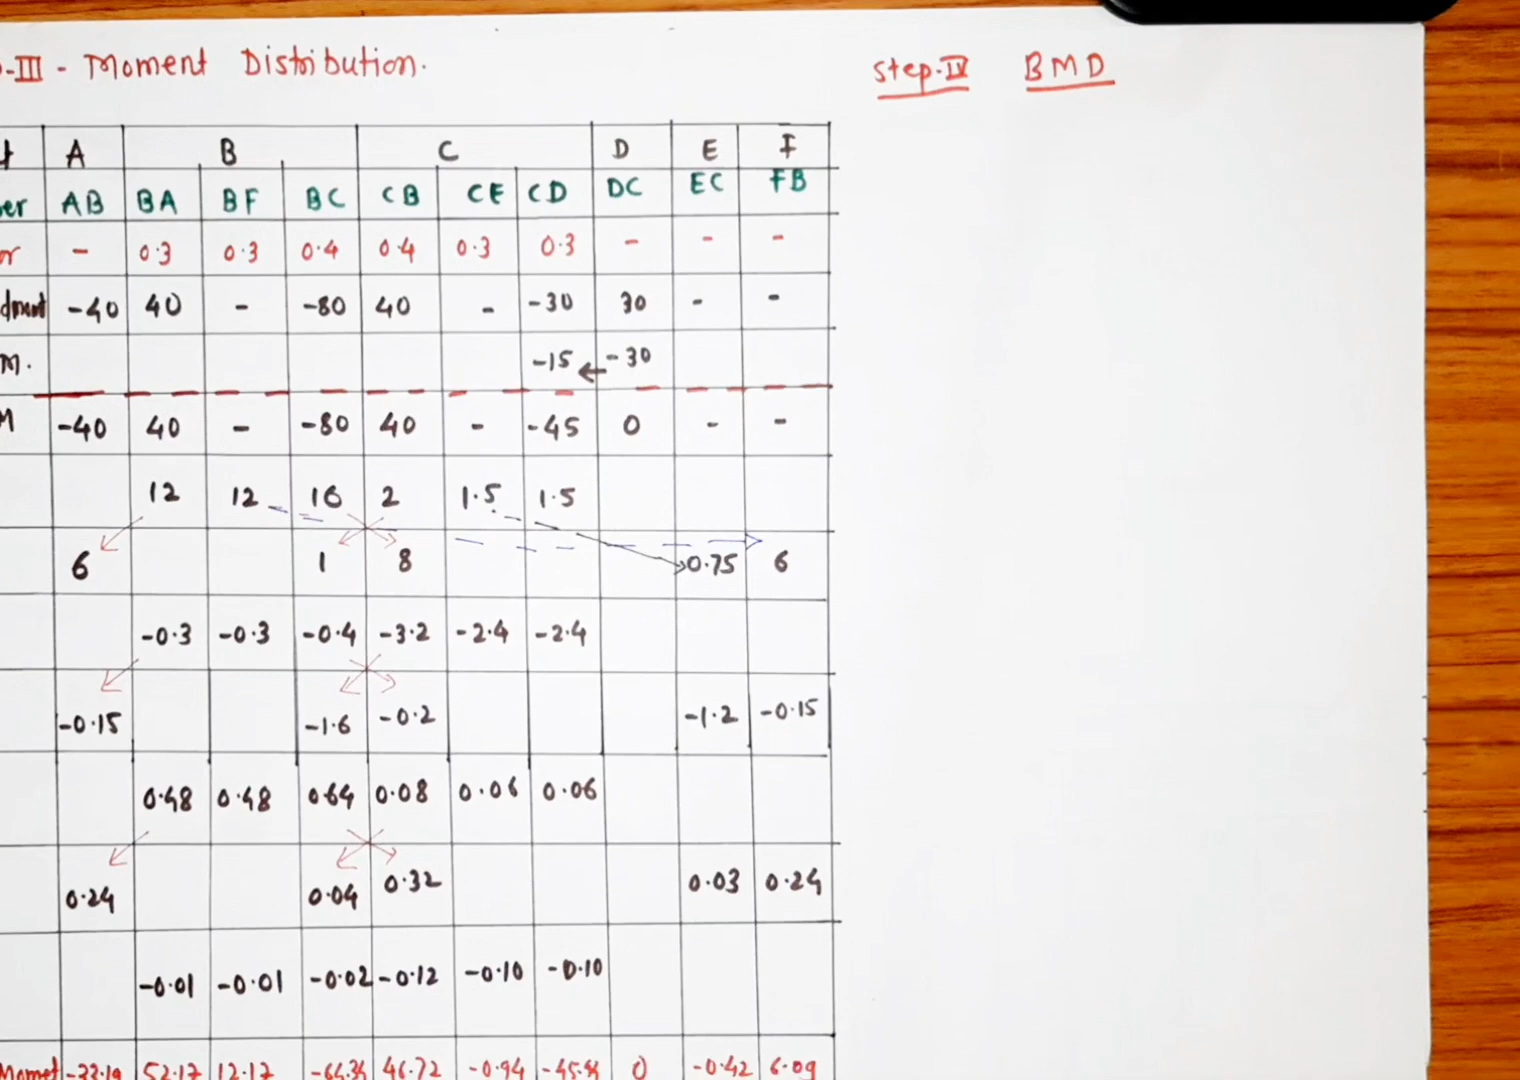 -III - Moment Distribution.
Step-IV BMD
A B C D E F
er AB BA BF BC CB CE CD DC EC FB
or - 0.3 0.3 0.4 0.4 0.3 0.3 - - -
-40 40 - -80 40 - -30 30 - -
M. -15 -30
M -40 40 - -80 40 - -45 0 - -
12 12 16 2 1.5 1.5
6 1 8 0.75 6
-0.3 -0.3 -0.4 -3.2 -2.4 -2.4
-0.15 -1.6 -0.2 -1.2 -0.15
0.48 0.48 0.64 0.08 0.06 0.06
0.24 0.04 0.32 0.03 0.24
-0.01 -0.01 -0.02 -0.12 -0.10 -0.10
52.17 12.17 46.72 -0.94 0 -0.42 6.09